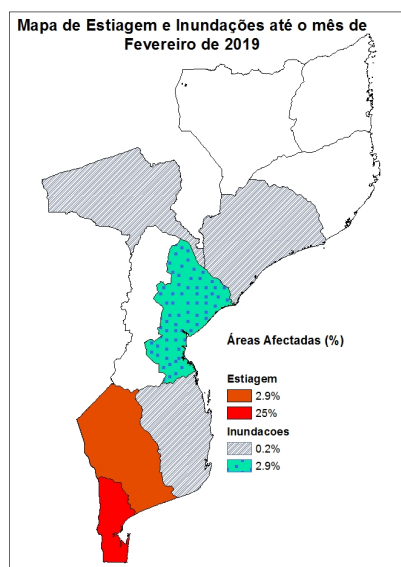 Mapa de Estiagem e Inundações até o mês de
Fevereiro de 2019
Áreas Afectadas (%)
Estiagem
2.9%
25%
Inundacoes
0.2%
2.9%